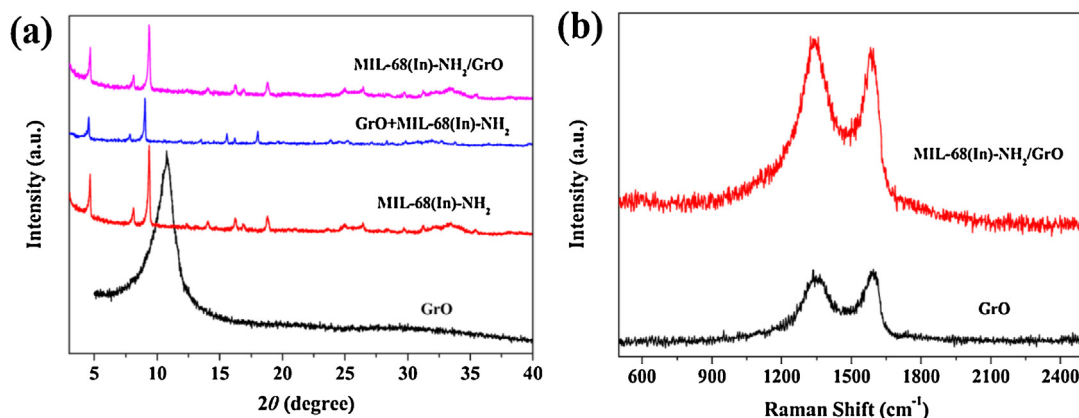 (a)
MIL-68(In)-NH₂/GrO
GrO+MIL-68(In)-NH₂
MIL-68(In)-NH₂
GrO
Intensity (a.u.)
5 10 15 20 25 30 35 40
2θ (degree)
(b)
MIL-68(In)-NH₂/GrO
GrO
Intensity (a.u.)
600 900 1200 1500 1800 2100 2400
Raman Shift (cm⁻¹)